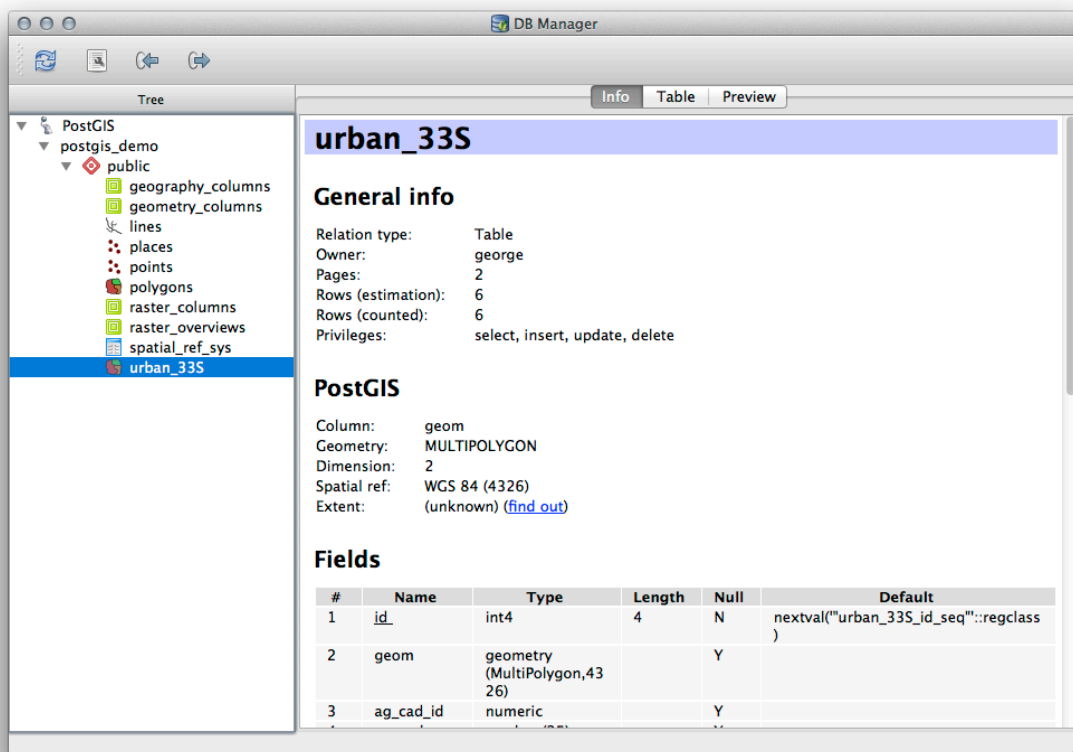 DB Manager
Tree
Info Table Preview
PostGIS
postgis_demo
public
geography_columns
geometry_columns
lines
places
points
polygons
raster_columns
raster_overviews
spatial_ref_sys
urban_33S
urban_33S
General info
Relation type: Table
Owner: george
Pages: 2
Rows (estimation): 6
Rows (counted): 6
Privileges: select, insert, update, delete
PostGIS
Column: geom
Geometry: MULTIPOLYGON
Dimension: 2
Spatial ref: WGS 84 (4326)
Extent: (unknown) (find out)
Fields
# Name Type Length Null Default
1 id int4 4 N nextval('"urban_33S_id_seq"'::regclass
)
2 geom geometry Y
(MultiPolygon,43
26)
3 ag_cad_id numeric Y